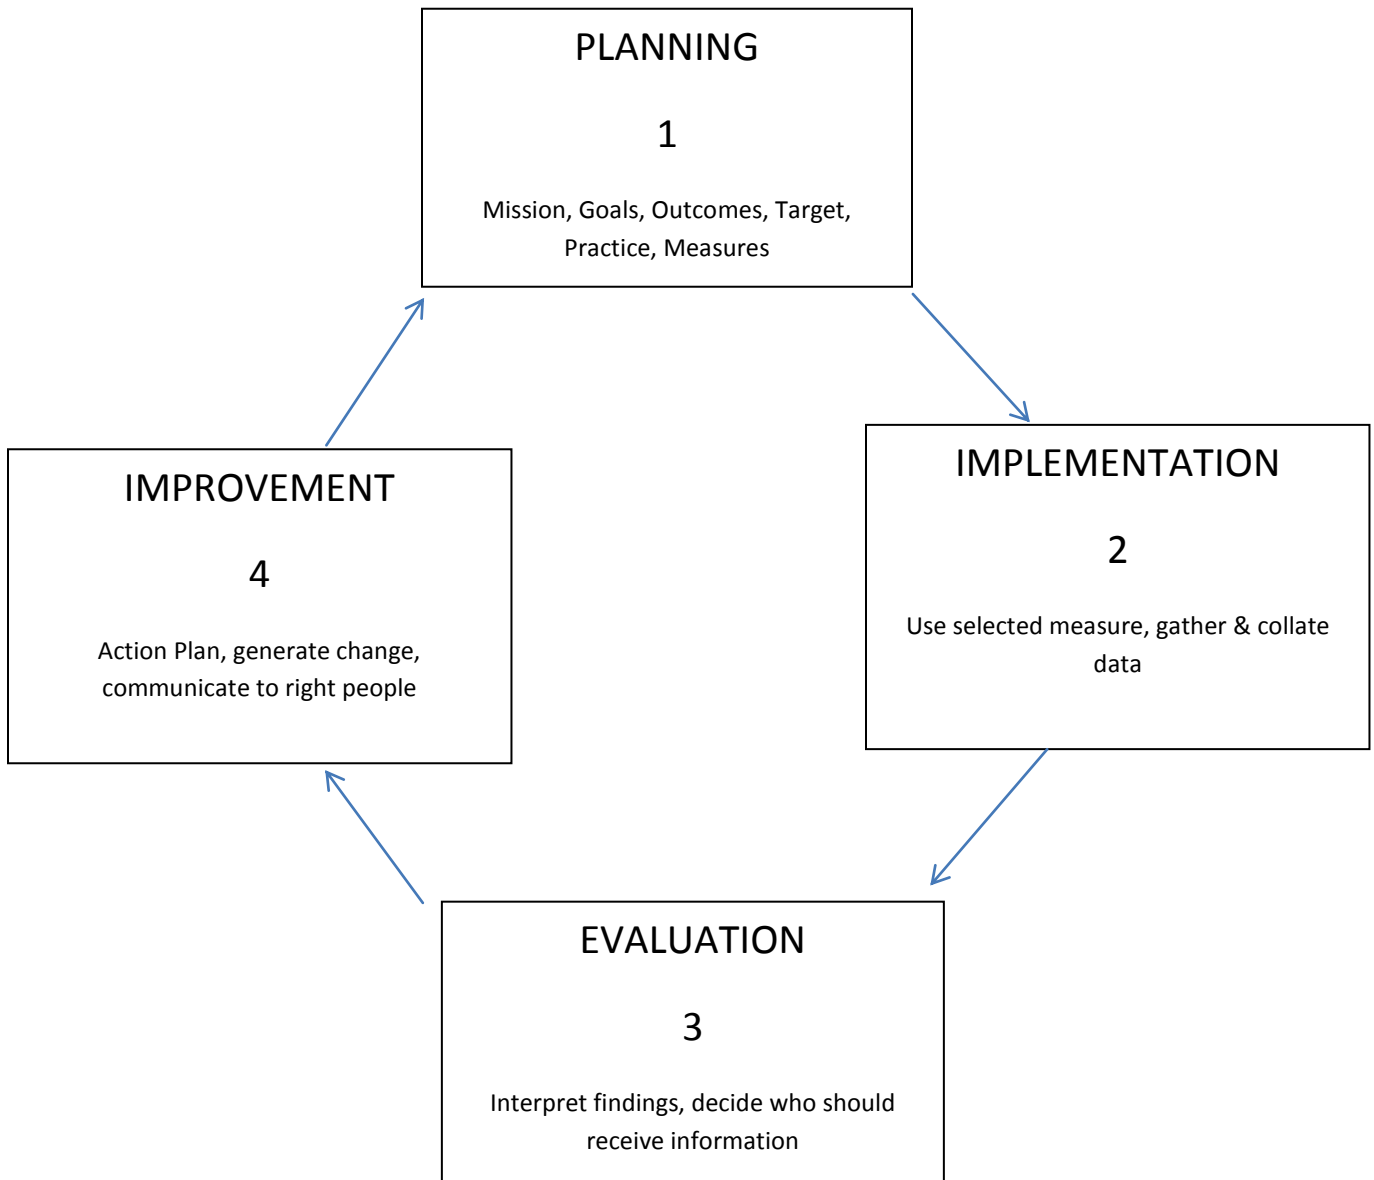 PLANNING
1
Mission, Goals, Outcomes, Target,
Practice, Measures
IMPLEMENTATION
2
Use selected measure, gather & collate
data
EVALUATION
3
Interpret findings, decide who should
receive information
IMPROVEMENT
4
Action Plan, generate change,
communicate to right people